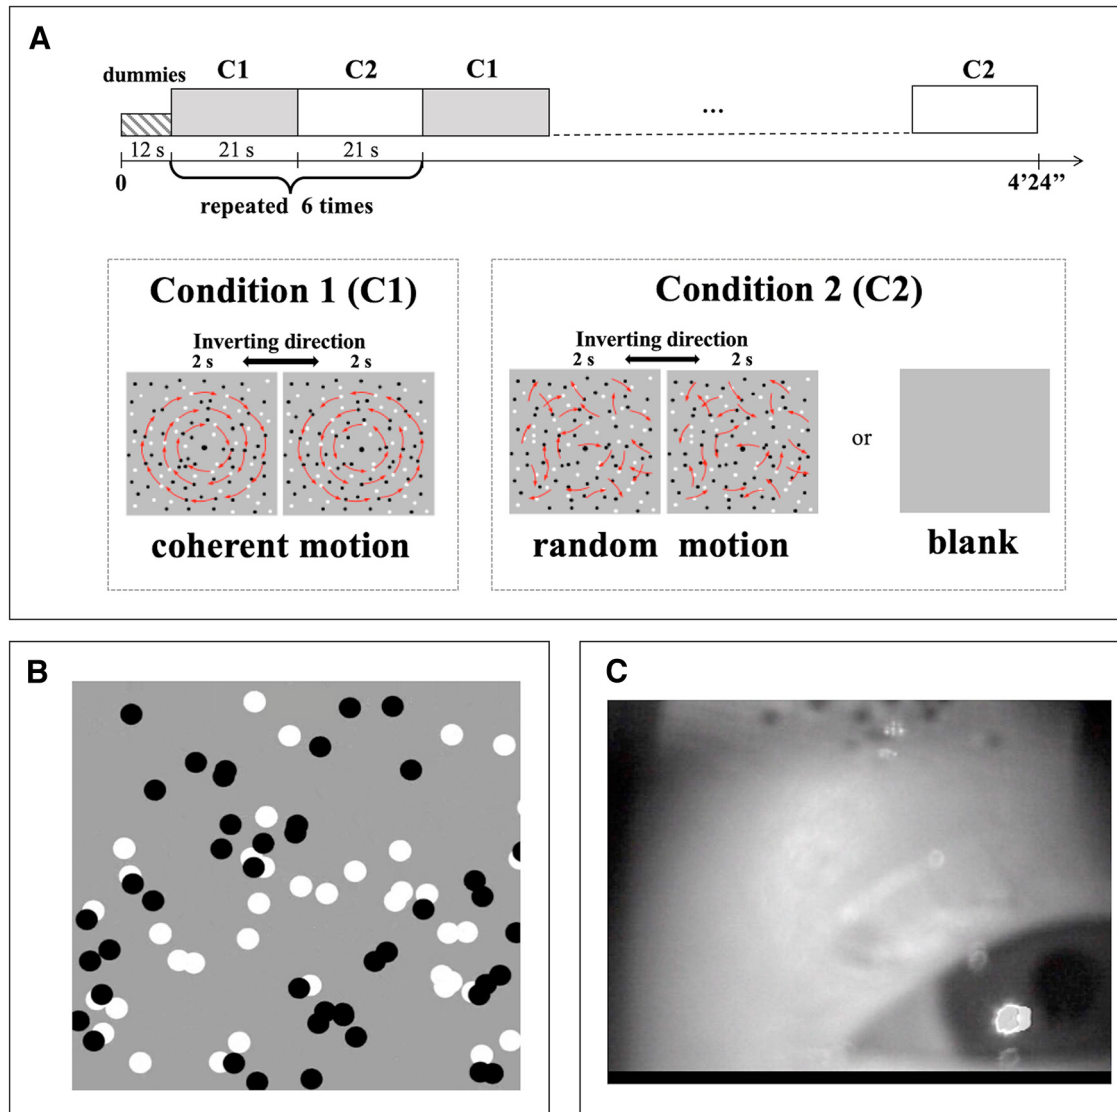 A
dummies C1 C2 C1 ... C2
12 s 21 s 21 s
0 4’24”
repeated 6 times
Condition 1 (C1)
Inverting direction
2 s 2 s
coherent motion
Condition 2 (C2)
Inverting direction
2 s 2 s
or
random motion
blank
B
C